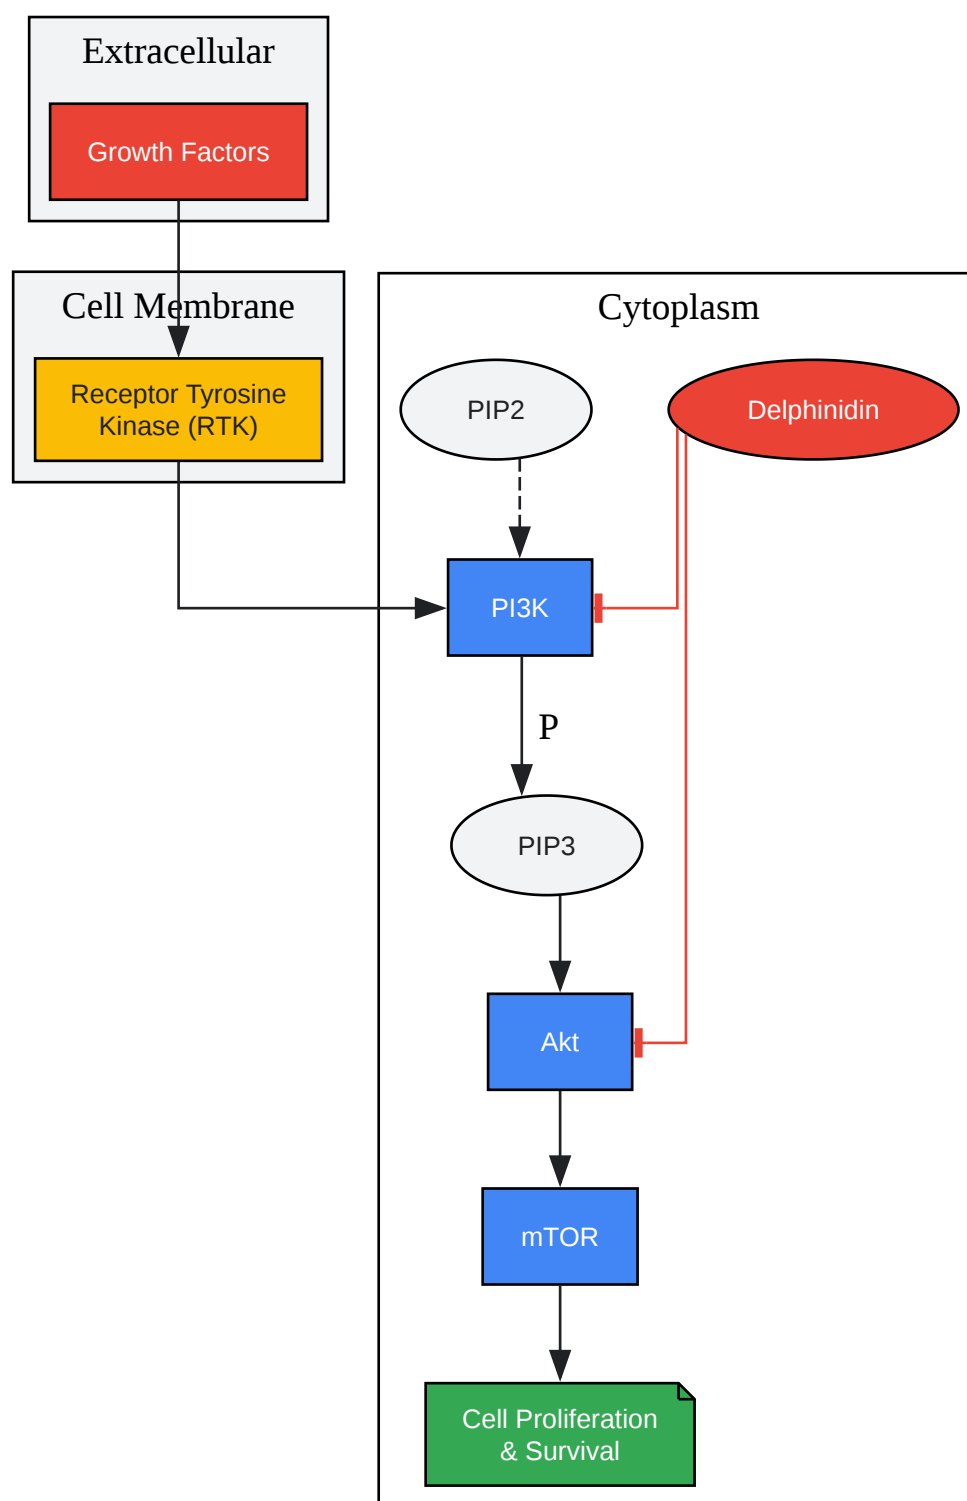 Extracellular
Growth Factors
Cell Membrane
Receptor Tyrosine
Kinase (RTK)
Cytoplasm
PIP2
Delphinidin
PI3K
P
PIP3
Akt
mTOR
Cell Proliferation
& Survival